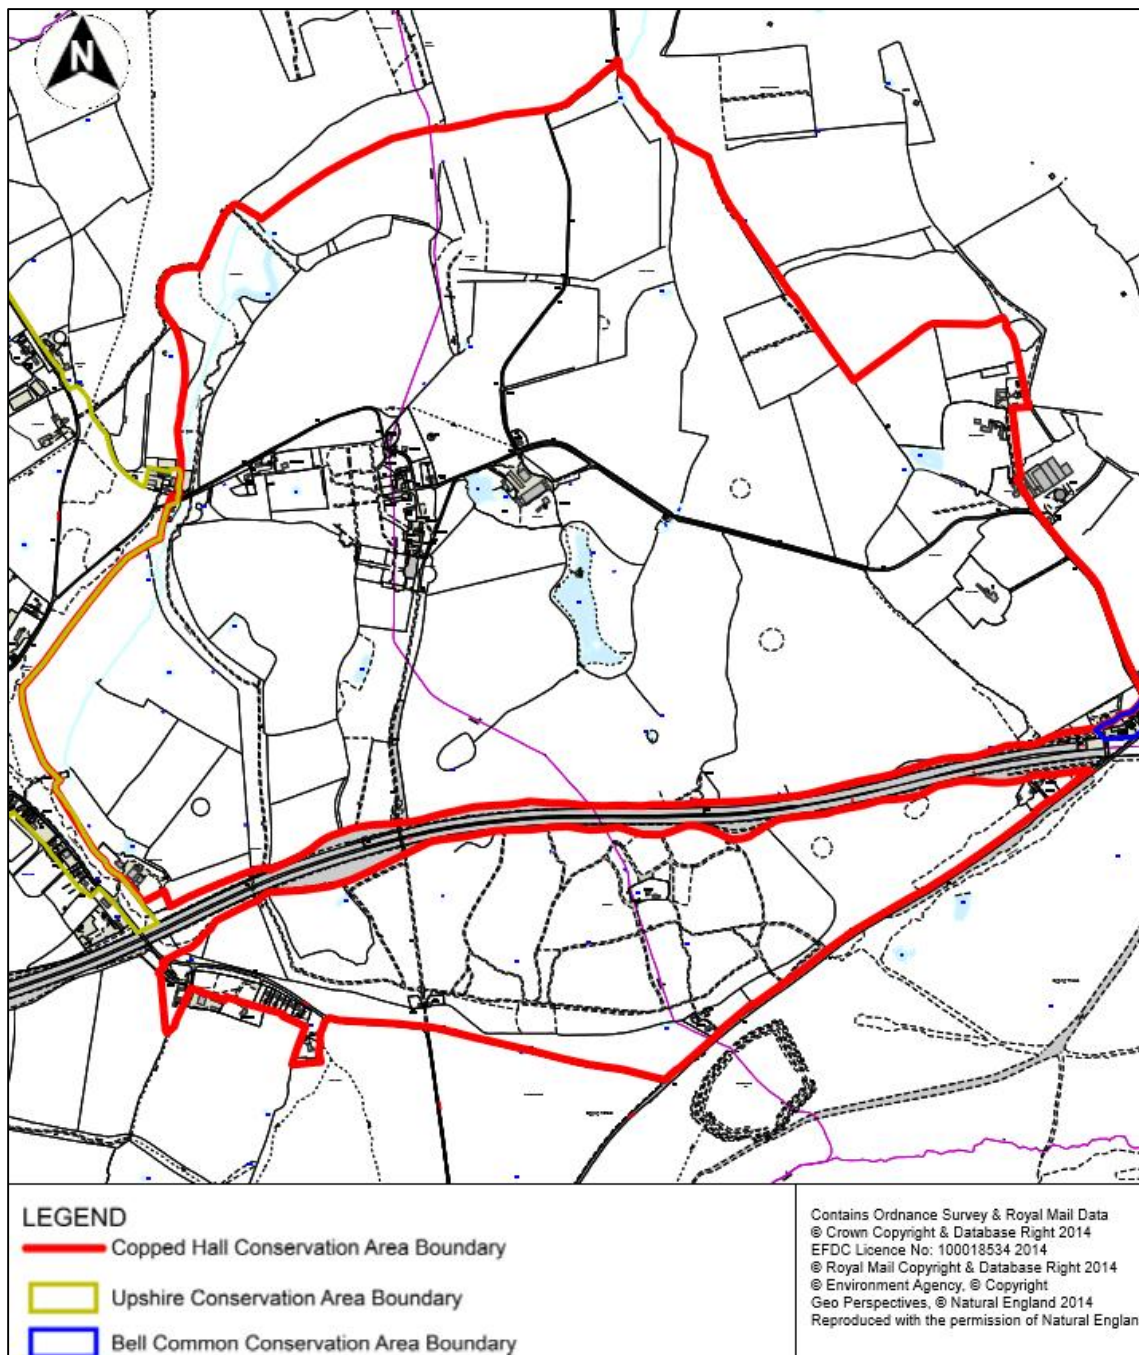 N
LEGEND
Copped Hall Conservation Area Boundary
Upshire Conservation Area Boundary
Bell Common Conservation Area Boundary
Contains Ordnance Survey & Royal Mail Data
© Crown Copyright & Database Right 2014
EFDC Licence No: 100018534 2014
© Royal Mail Copyright & Database Right 2014
© Environment Agency, © Copyright
Geo Perspectives, © Natural England 2014
Reproduced with the permission of Natural Englan